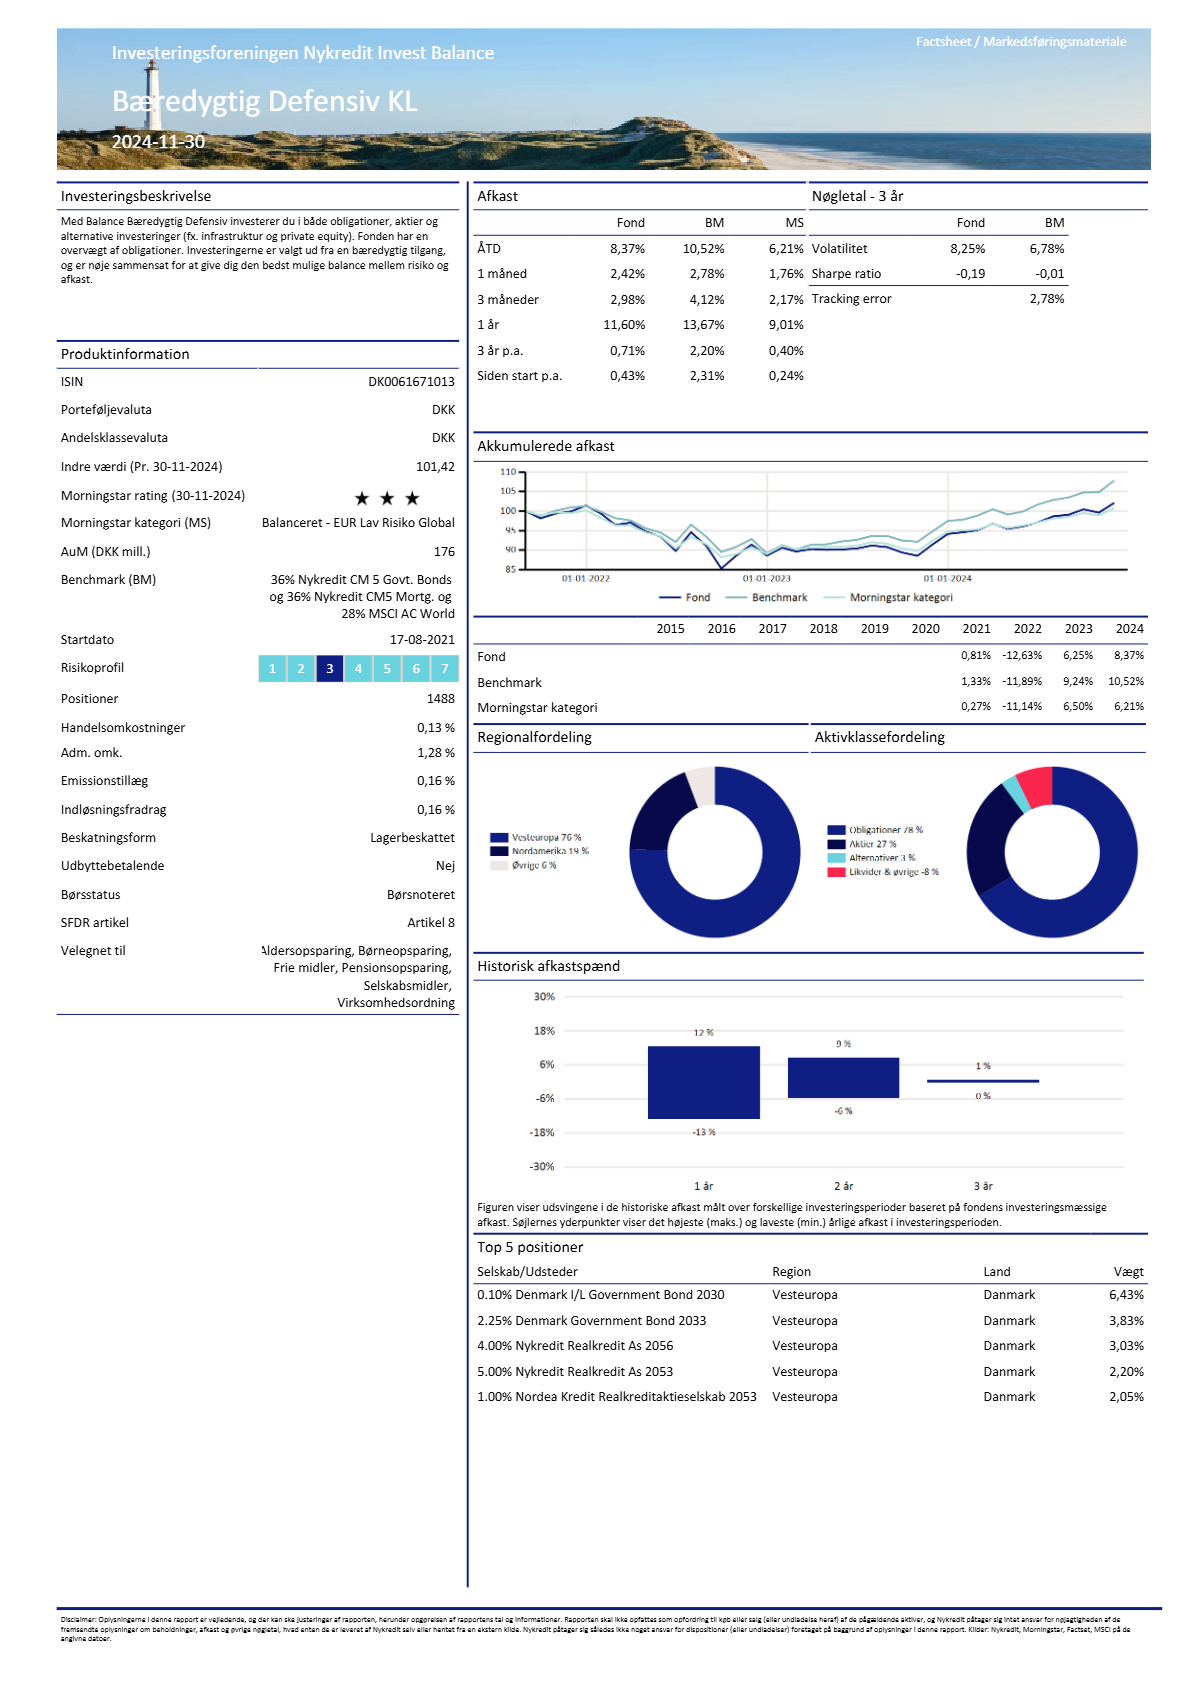 Factsheet / Markedsføringsmateriale
Investeringsforeningen Nykredit Invest Balance
Bæredygtig Defensiv KL
2024-11-30
Investeringsbeskrivelse
Med Balance Bæredygtig Defensiv investerer du i både obligationer, aktier og
alternative investeringer (fx. infrastruktur og private equity). Fonden har en
overvægt af obligationer. Investeringerne er valgt ud fra en bæredygtig tilgang,
og er nøje sammensat for at give dig den bedst mulige balance mellem risiko og
afkast.
Produktinformation
ISIN DK0061671013
Porteføljevaluta DKK
Andelsklassevaluta DKK
Indre værdi (Pr. 30-11-2024) 101,42
Morningstar rating (30-11-2024) ★ ★ ★
Morningstar kategori (MS) Balanceret - EUR Lav Risiko Global
AuM (DKK mill.) 176
Benchmark (BM) 36% Nykredit CM 5 Govt. Bonds
og 36% Nykredit CM5 Mortg. og
28% MSCI AC World
Startdato 17-08-2021
Risikoprofil 1 2 3 4 5 6 7
Positioner 1488
Handelsomkostninger 0,13 %
Adm. omk. 1,28 %
Emissionstillæg 0,16 %
Indløsningsfradrag 0,16 %
Beskatningsform Lagerbeskattet
Udbyttebetalende Nej
Børsstatus Børsnoteret
SFDR artikel Artikel 8
Velegnet til Aldersopsparing, Børneopsparing,
Frie midler, Pensionsopsparing,
Selskabsmidler,
Virksomhedsordning
Afkast
Fond BM MS
ÅTD 8,37% 10,52% 6,21%
1 måned 2,42% 2,78% 1,76%
3 måneder 2,98% 4,12% 2,17%
1 år 11,60% 13,67% 9,01%
3 år p.a. 0,71% 2,20% 0,40%
Siden start p.a. 0,43% 2,31% 0,24%
Nøgletal - 3 år
Fond BM
Volatilitet 8,25% 6,78%
Sharpe ratio -0,19 -0,01
Tracking error 2,78%
Akkumulerede afkast
110
105
100
95
90
85
01-01-2022 01-01-2023 01-01-2024
Fond Benchmark Morningstar kategori
2015 2016 2017 2018 2019 2020 2021 2022 2023 2024
Fond 0,81% -12,63% 6,25% 8,37%
Benchmark 1,33% -11,89% 9,24% 10,52%
Morningstar kategori 0,27% -11,14% 6,50% 6,21%
Regionalfordeling
Vesteuropa 76 %
Nordamerika 19 %
Øvrige 6 %
Aktivklassefordeling
Obligationer 78 %
Aktier 27 %
Alternativer 3 %
Likvider & øvrige -8 %
Historisk afkastspænd
30%
18%
6%
-6%
-18%
-30%
12 %
-13 %
9 %
-6 %
1 %
0 %
1 år 2 år 3 år
Figuren viser udsvingene i de historiske afkast målt over forskellige investeringsperioder baseret på fondens investeringsmæssige
afkast. Søjlernes yderpunkter viser det højeste (maks.) og laveste (min.) årlige afkast i investeringsperioden.
Top 5 positioner
Selskab/Udsteder Region Land Vægt
0.10% Denmark I/L Government Bond 2030 Vesteuropa Danmark 6,43%
2.25% Denmark Government Bond 2033 Vesteuropa Danmark 3,83%
4.00% Nykredit Realkredit As 2056 Vesteuropa Danmark 3,03%
5.00% Nykredit Realkredit As 2053 Vesteuropa Danmark 2,20%
1.00% Nordea Kredit Realkreditaktieselskab 2053 Vesteuropa Danmark 2,05%
Disclaimer: Oplysningerne i denne rapport er vejledende, og der kan ske justeringer af rapporten, herunder opgørelsen af rapportens tal og informationer. Rapporten skal ikke opfattes som opfordring til køb eller salg (eller undladelse heraf) af de pågældende aktiver, og Nykredit påtager sig intet ansvar for nøjagtigheden af de
fremsendte oplysninger om beholdninger, afkast og øvrige nøgletal, hvad enten de er leveret af Nykredit selv eller hentet fra en ekstern kilde. Nykredit påtager sig således ikke noget ansvar for dispositioner (eller undladelser) foretaget på baggrund af oplysninger i denne rapport. Kilder: Nykredit, Morningstar, Factset, MSCI på de
angivne datoer.